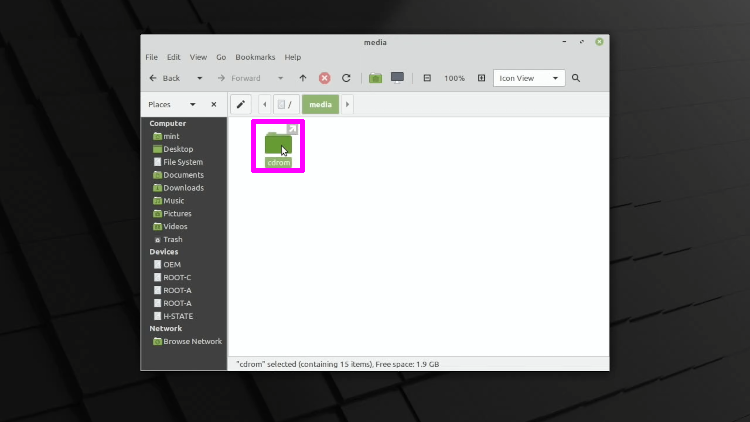 media
File Edit View Go Bookmarks Help
Back Forward 100% Icon View
Places / media
Computer
mint
Desktop
File System
Documents
Downloads
Music
Pictures
Videos
Trash
Devices
OEM
ROOT-C
ROOT-A
ROOT-A
H-STATE
Network
Browse Network
cdrom
"cdrom" selected (containing 15 items), Free space: 1.9 GB